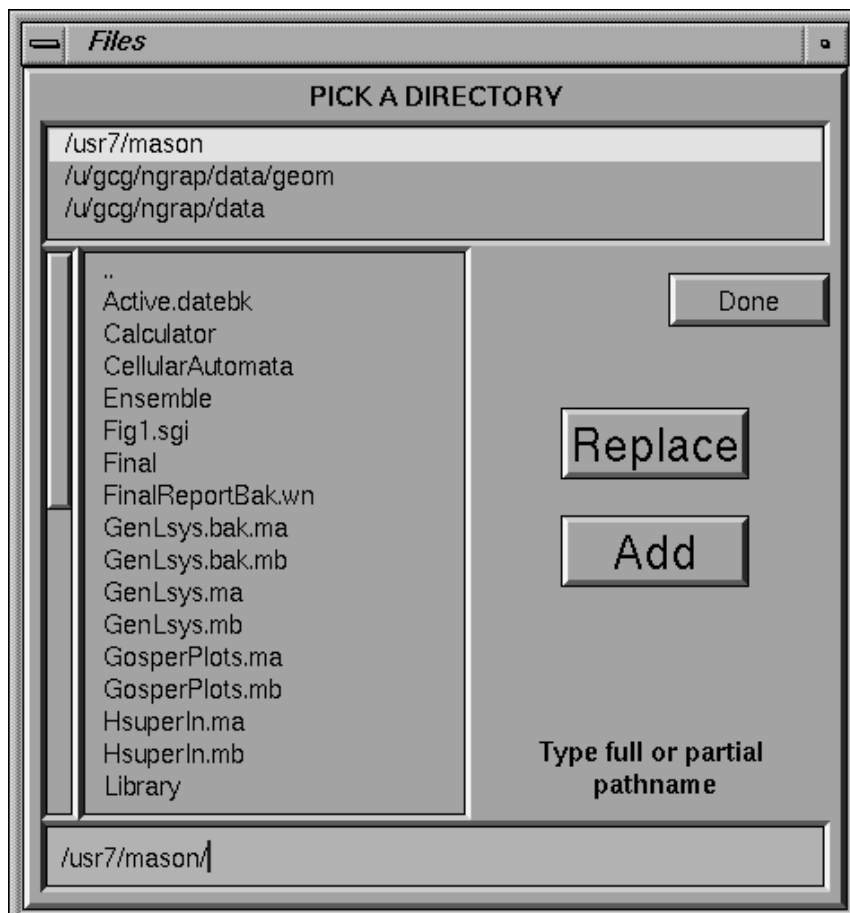 Files
PICK A DIRECTORY
/usr7/mason
/u/gcg/ngrap/data/geom
/u/gcg/ngrap/data
..
Active.datebk
Calculator
CellularAutomata
Ensemble
Fig1.sgi
Final
FinalReportBak.wn
GenLsys.bak.ma
GenLsys.bak.mb
GenLsys.ma
GenLsys.mb
GosperPlots.ma
GosperPlots.mb
HsuperIn.ma
HsuperIn.mb
Library
Done
Replace
Add
Type full or partial
pathname
/usr7/mason/